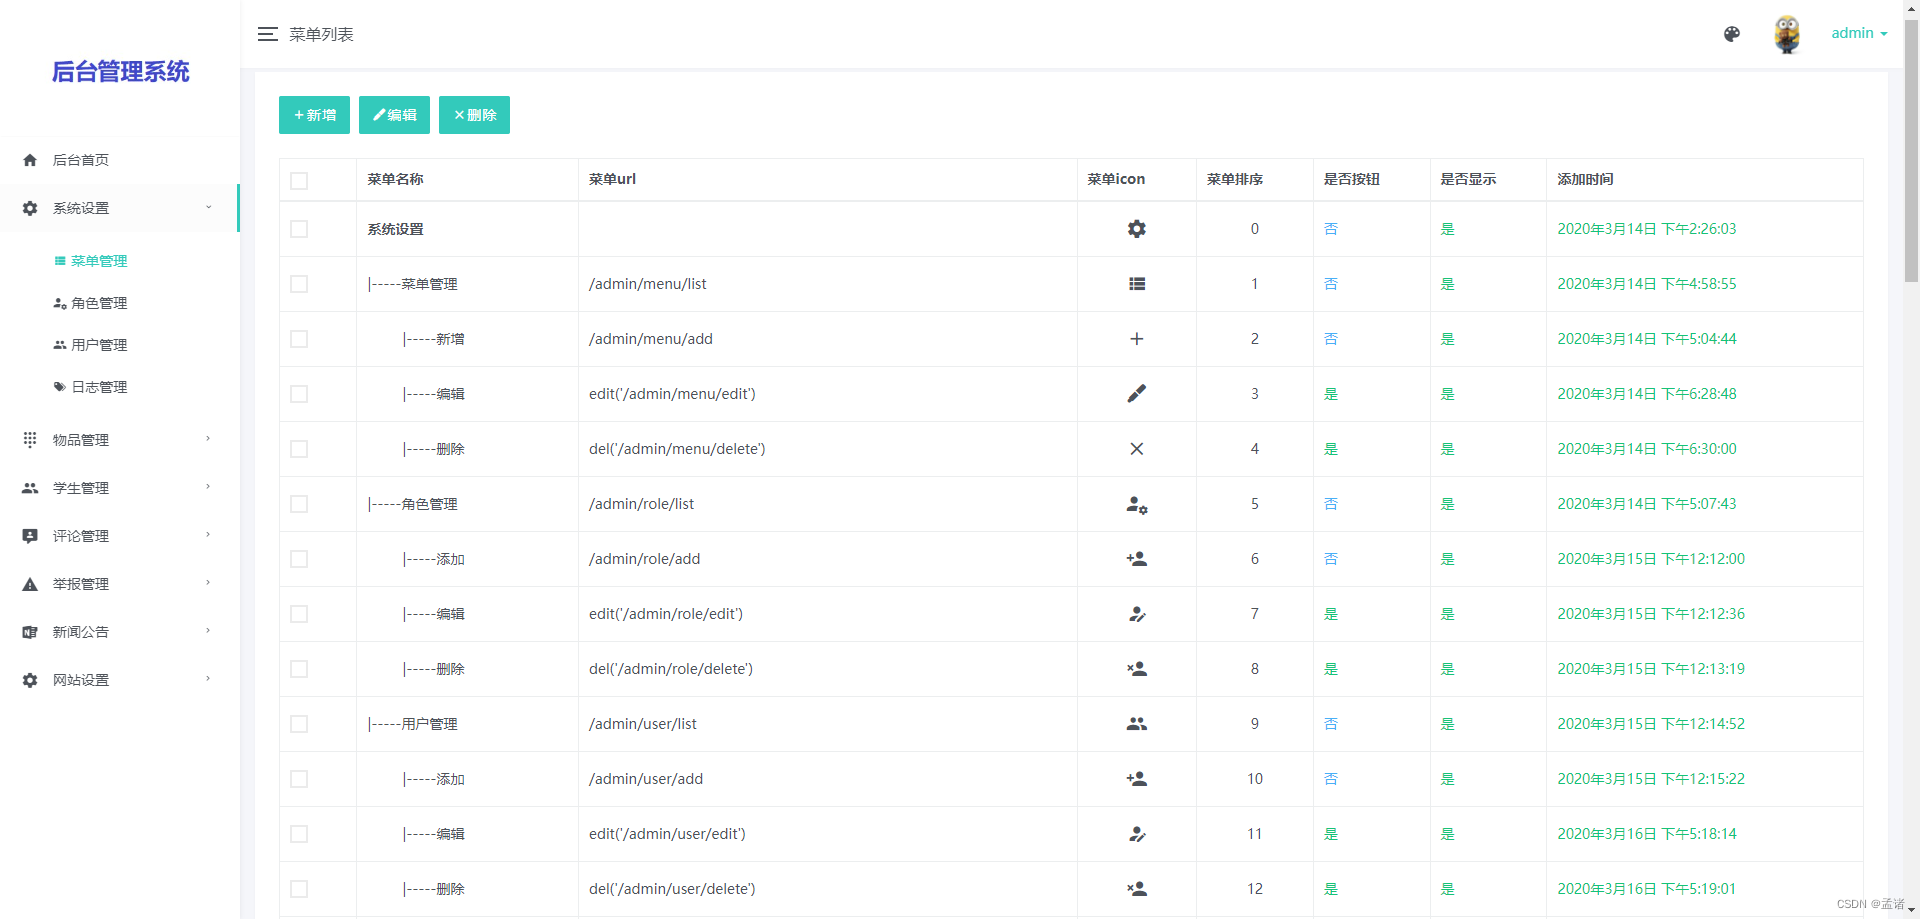 后台管理系统
菜单列表
admin
后台首页
系统设置
菜单管理
角色管理
用户管理
日志管理
物品管理
学生管理
评论管理
举报管理
新闻公告
网站设置
+新增 编辑 ×删除
菜单名称 菜单url 菜单icon 菜单排序 是否按钮 是否显示 添加时间
系统设置 0 否 是 2020年3月14日 下午2:26:03
|-----菜单管理 /admin/menu/list 1 否 是 2020年3月14日 下午4:58:55
|-----新增 /admin/menu/add 2 否 是 2020年3月14日 下午5:04:44
|-----编辑 edit('/admin/menu/edit') 3 是 是 2020年3月14日 下午6:28:48
|-----删除 del('/admin/menu/delete') 4 是 是 2020年3月14日 下午6:30:00
|-----角色管理 /admin/role/list 5 否 是 2020年3月14日 下午5:07:43
|-----添加 /admin/role/add 6 否 是 2020年3月15日 下午12:12:00
|-----编辑 edit('/admin/role/edit') 7 是 是 2020年3月15日 下午12:12:36
|-----删除 del('/admin/role/delete') 8 是 是 2020年3月15日 下午12:13:19
|-----用户管理 /admin/user/list 9 否 是 2020年3月15日 下午12:14:52
|-----添加 /admin/user/add 10 否 是 2020年3月15日 下午12:15:22
|-----编辑 edit('/admin/user/edit') 11 是 是 2020年3月16日 下午5:18:14
|-----删除 del('/admin/user/delete') 12 是 是 2020年3月16日 下午5:19:01
CSDN @孟诸